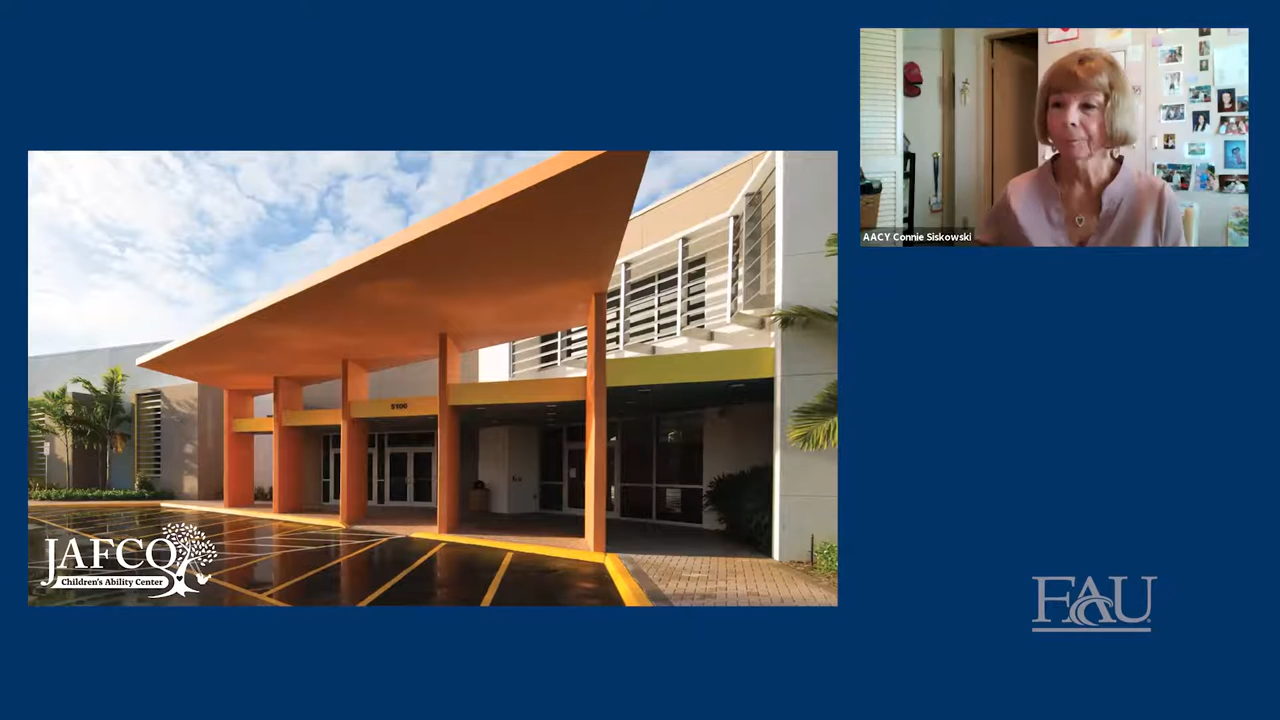 AACY Connie Siskowski
5100
JAFCO
Children's Ability Center
FAU